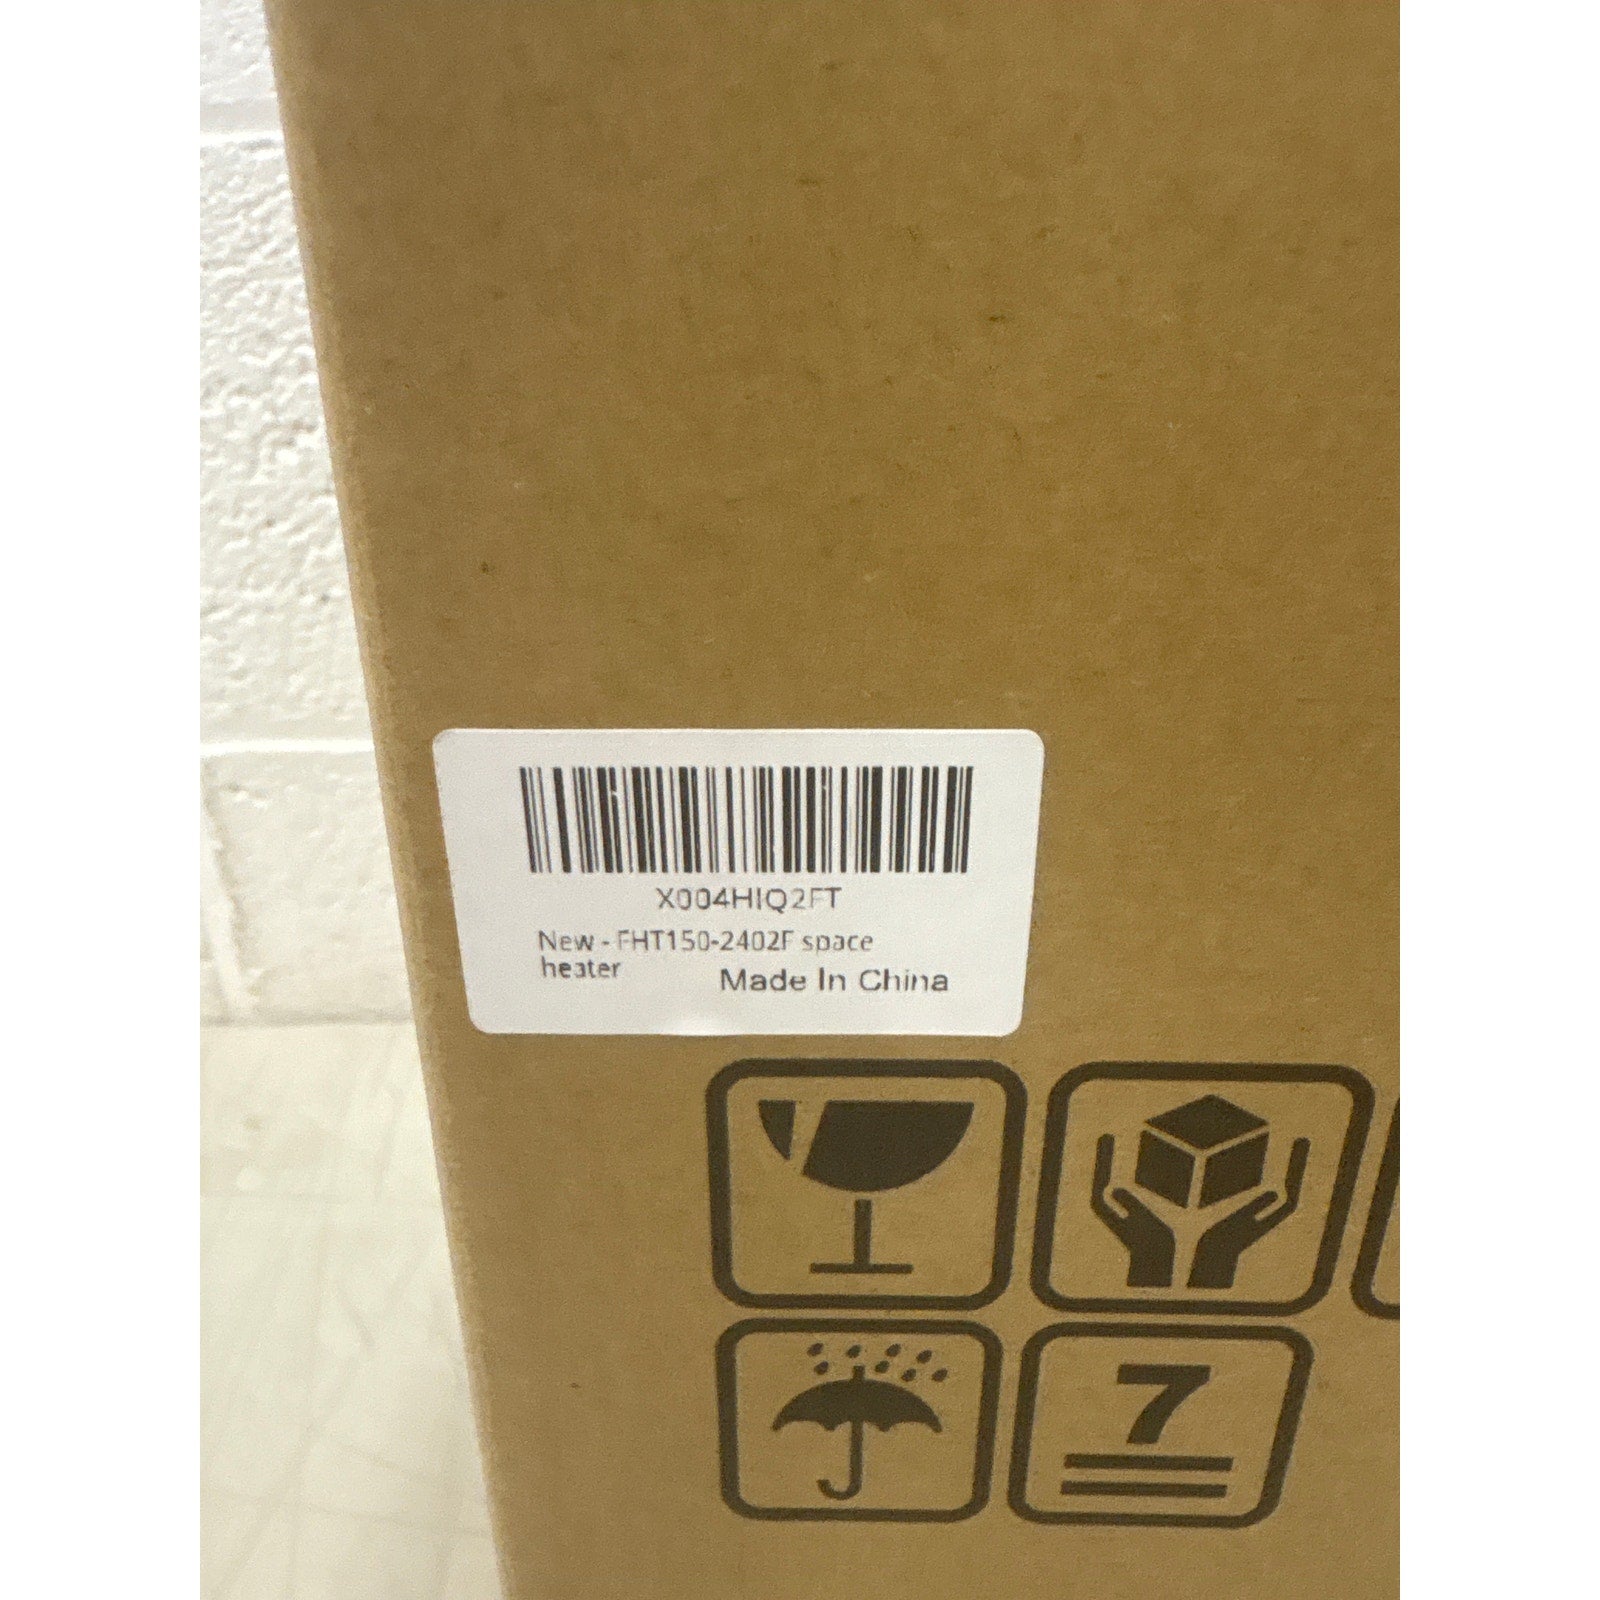 X004HIQ2FT
New - FHT150-2402F space
heater
Made In China
7